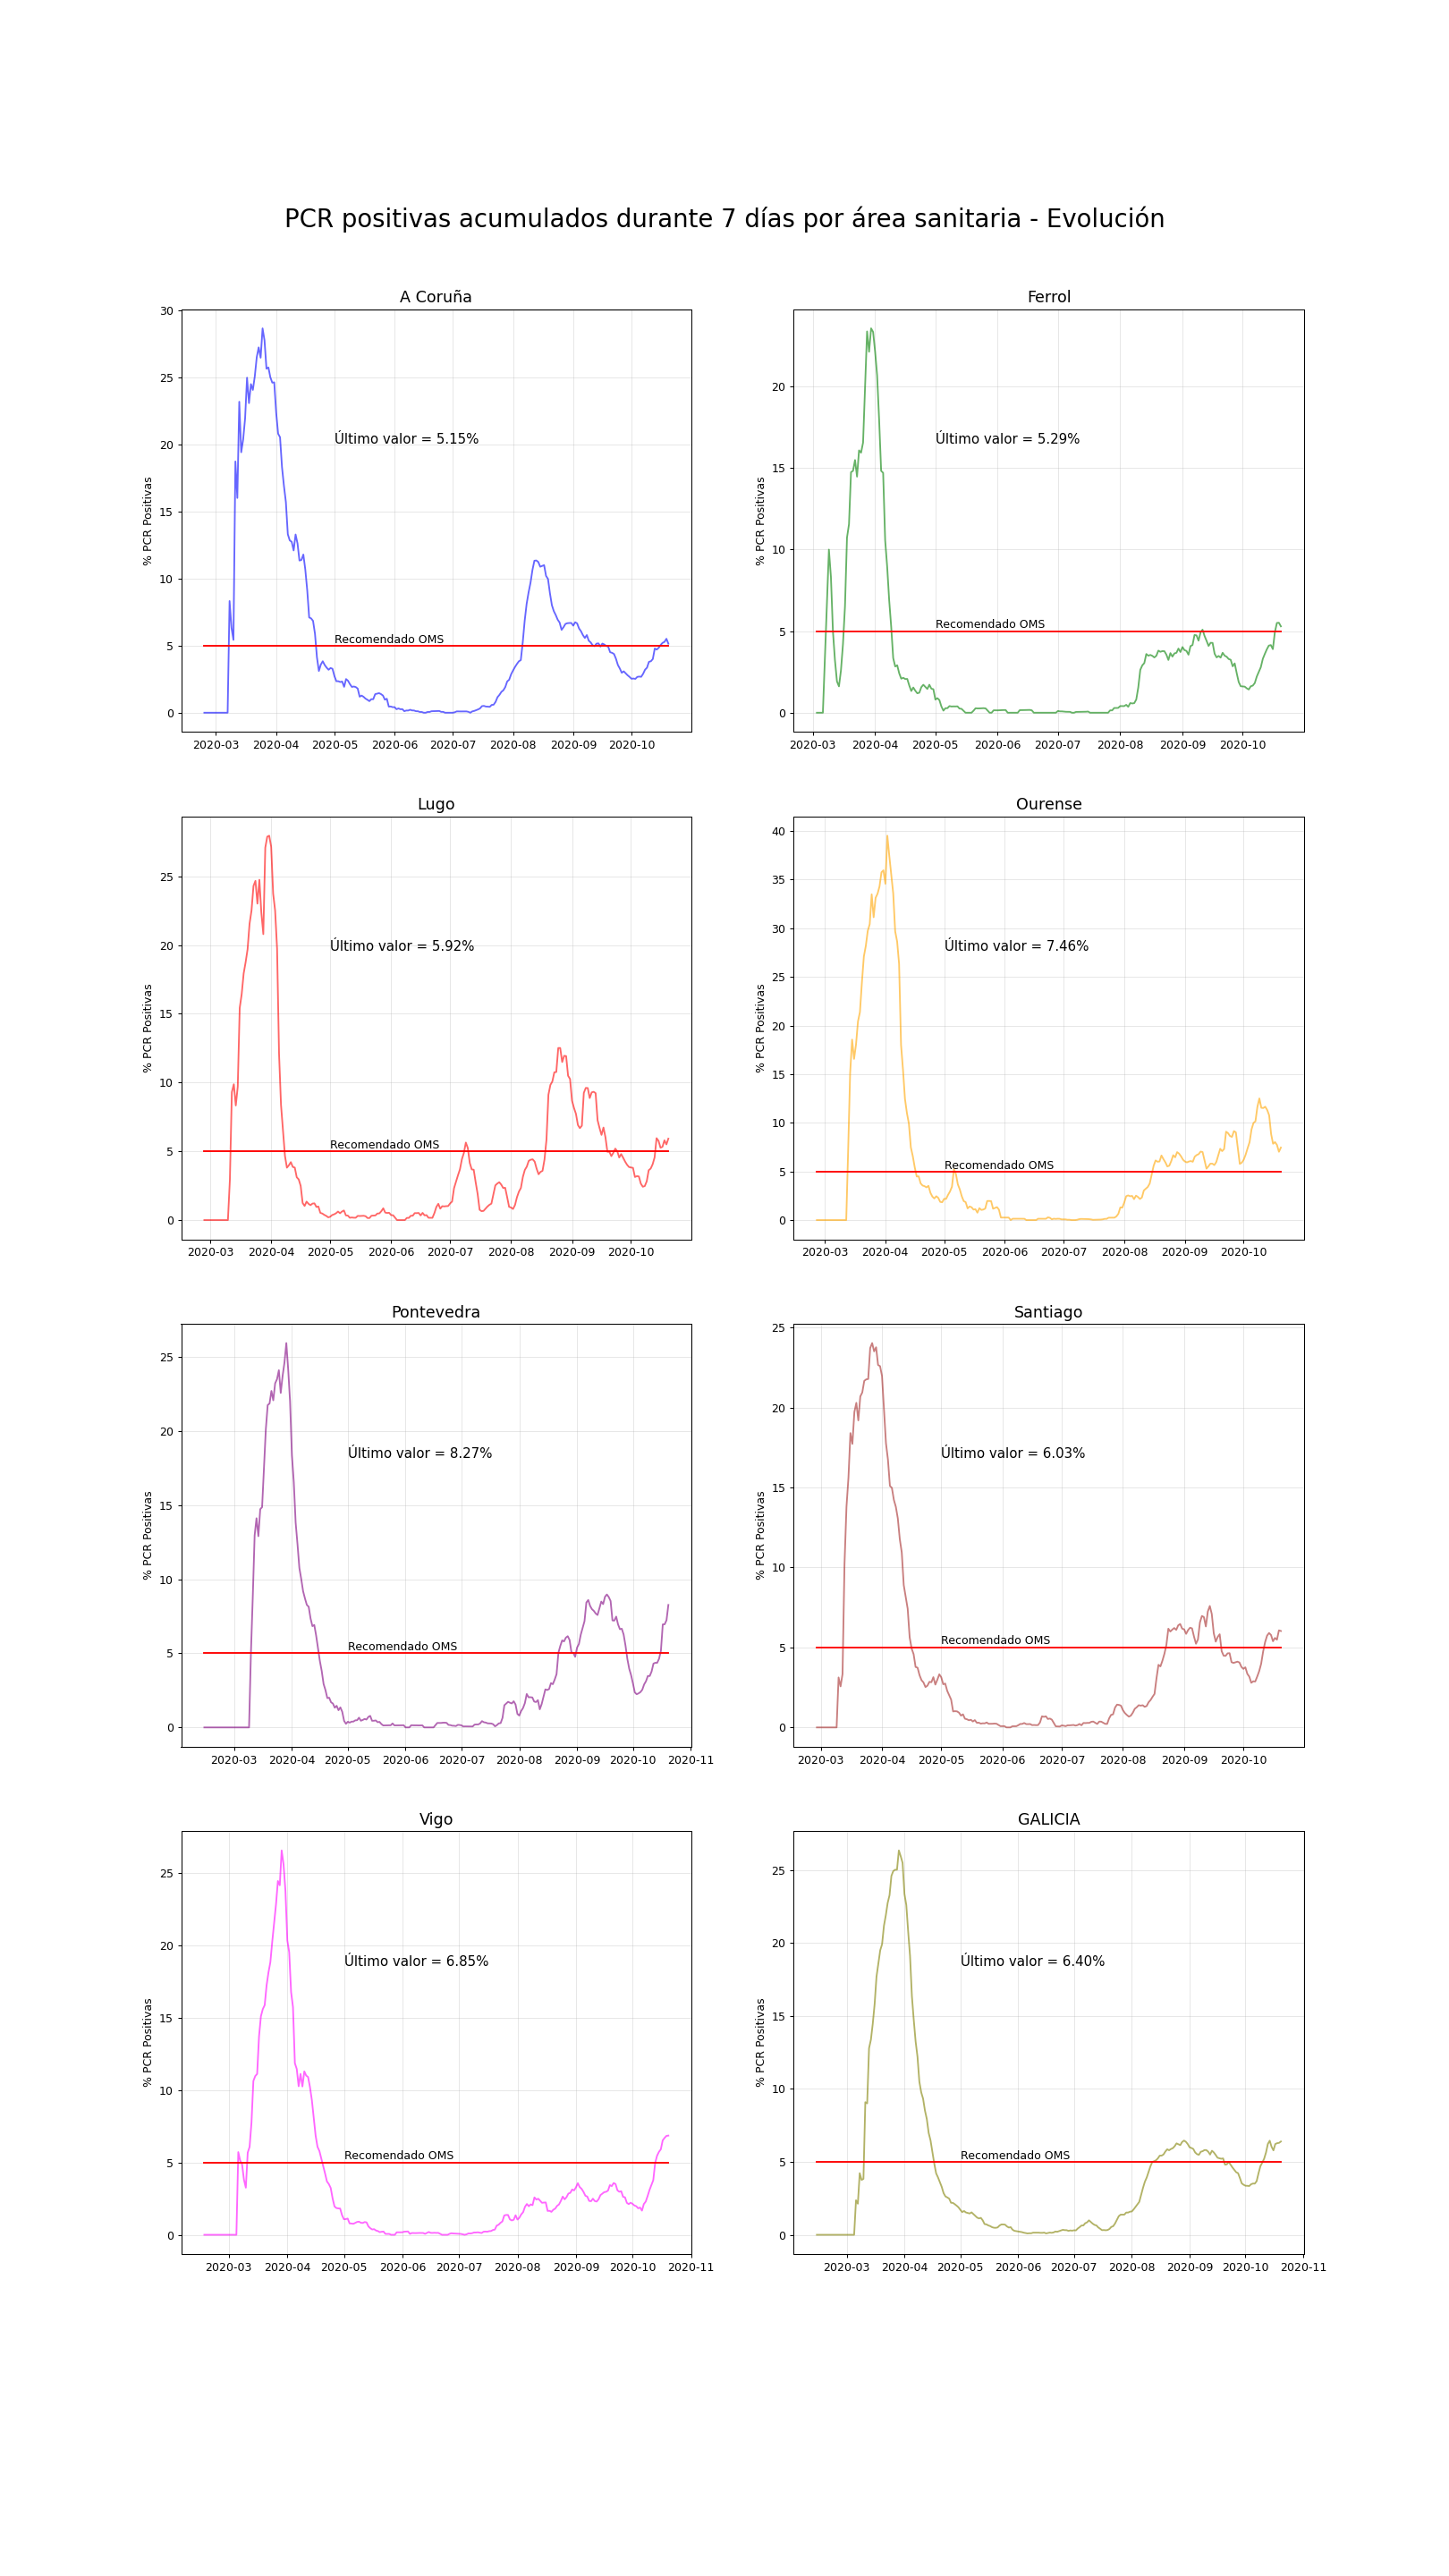 PCR positivas acumulados durante 7 días por área sanitaria - Evolución
A Coruña
% PCR Positivas
30
25
20
15
10
5
0
Último valor = 5.15%
Recomendado OMS
2020-03 2020-04 2020-05 2020-06 2020-07 2020-08 2020-09 2020-10
Ferrol
% PCR Positivas
20
15
10
5
0
Último valor = 5.29%
Recomendado OMS
2020-03 2020-04 2020-05 2020-06 2020-07 2020-08 2020-09 2020-10
Lugo
% PCR Positivas
25
20
15
10
5
0
Último valor = 5.92%
Recomendado OMS
2020-03 2020-04 2020-05 2020-06 2020-07 2020-08 2020-09 2020-10
Ourense
% PCR Positivas
40
35
30
25
20
15
10
5
0
Último valor = 7.46%
Recomendado OMS
2020-03 2020-04 2020-05 2020-06 2020-07 2020-08 2020-09 2020-10
Pontevedra
% PCR Positivas
25
20
15
10
5
0
Último valor = 8.27%
Recomendado OMS
2020-03 2020-04 2020-05 2020-06 2020-07 2020-08 2020-09 2020-10 2020-11
Santiago
% PCR Positivas
25
20
15
10
5
0
Último valor = 6.03%
Recomendado OMS
2020-03 2020-04 2020-05 2020-06 2020-07 2020-08 2020-09 2020-10
Vigo
% PCR Positivas
25
20
15
10
5
0
Último valor = 6.85%
Recomendado OMS
2020-03 2020-04 2020-05 2020-06 2020-07 2020-08 2020-09 2020-10 2020-11
GALICIA
% PCR Positivas
25
20
15
10
5
0
Último valor = 6.40%
Recomendado OMS
2020-03 2020-04 2020-05 2020-06 2020-07 2020-08 2020-09 2020-10 2020-11